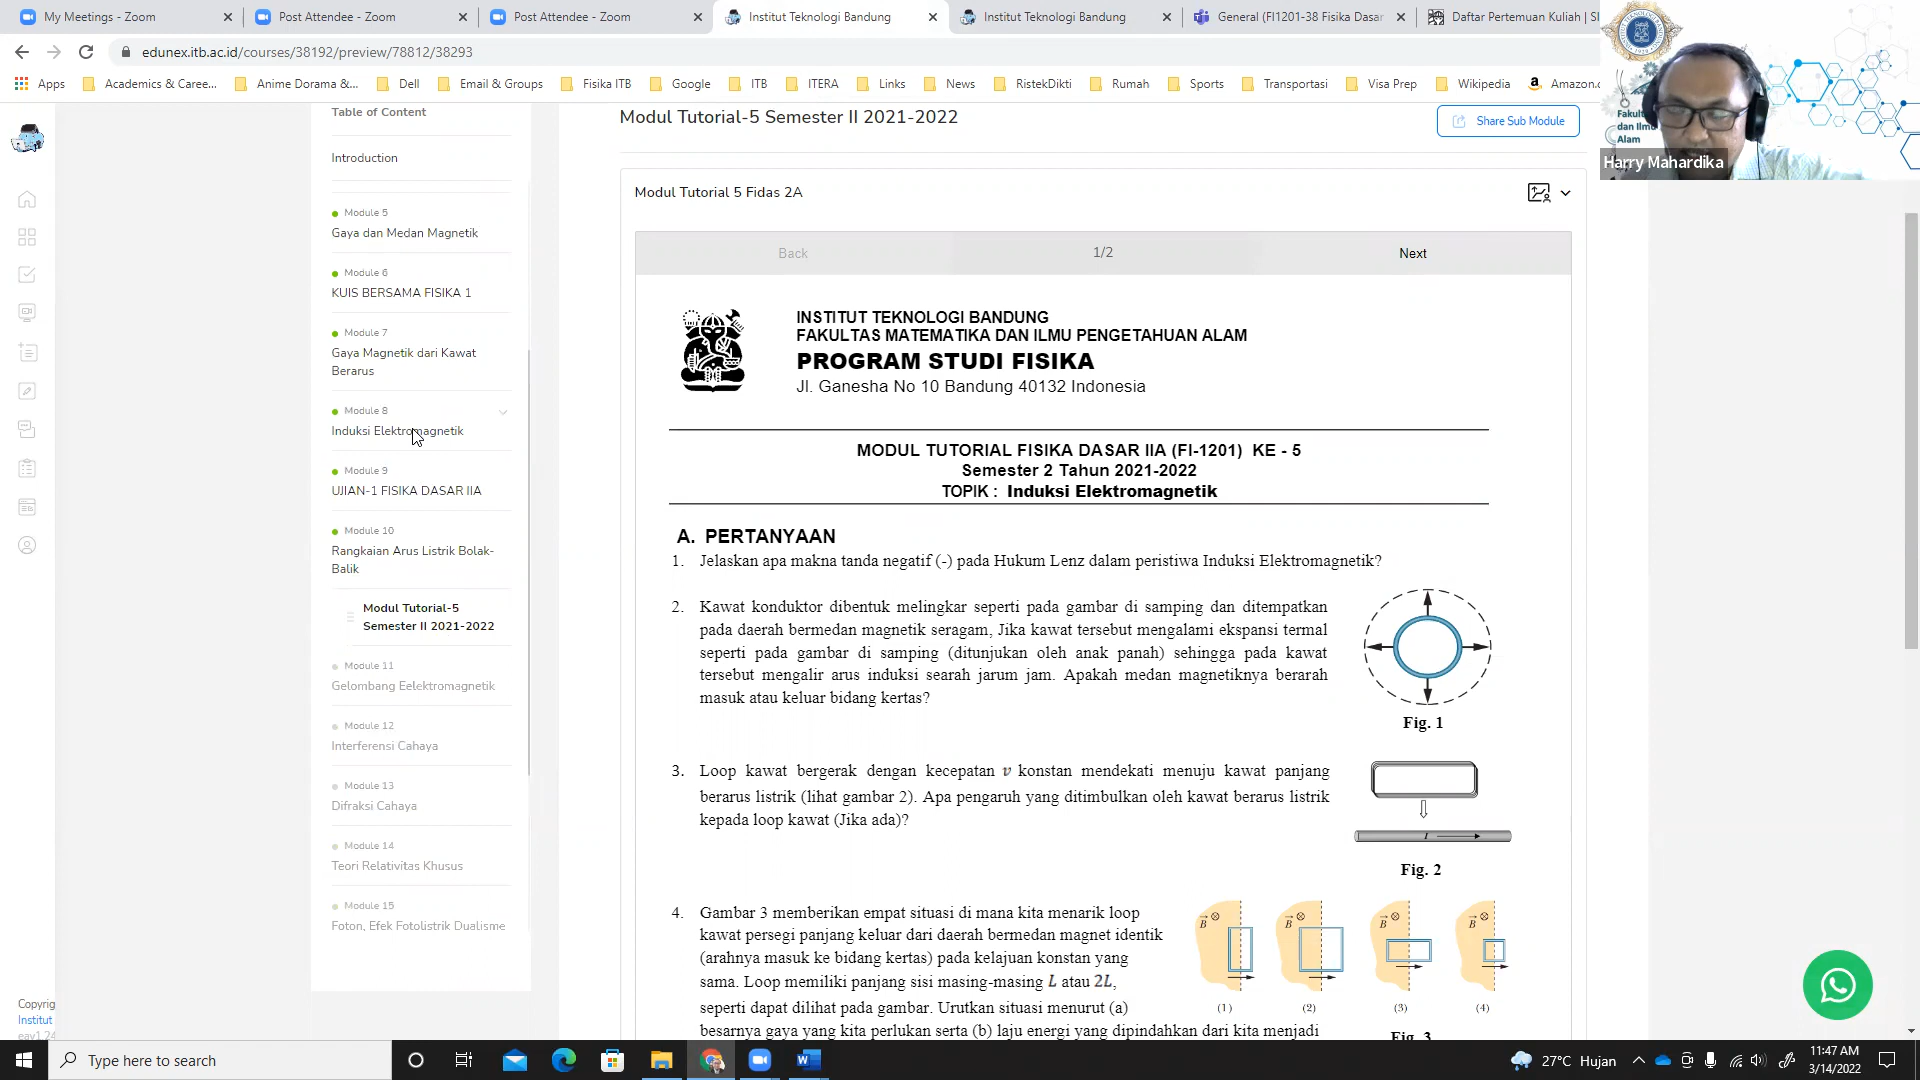 My Meetings - Zoom
Post Attendee - Zoom
Post Attendee - Zoom
Institut Teknologi Bandung
Institut Teknologi Bandung
General (FI1201-38 Fisika Dasar
Daftar Pertemuan Kuliah | SI
edunex.itb.ac.id/courses/38192/preview/78812/38293
Apps
Academics & Caree...
Anime Dorama &...
Dell
Email & Groups
Fisika ITB
Google
ITB
ITERA
Links
News
RistekDikti
Rumah
Sports
Transportasi
Visa Prep
Wikipedia
Amazon.c
Fakult
dan Ilmu
Alam
Harry Mahardika
Table of Content
Introduction
Module 5
Gaya dan Medan Magnetik
Module 6
KUIS BERSAMA FISIKA 1
Module 7
Gaya Magnetik dari Kawat
Berarus
Module 8
Induksi Elektromagnetik
Module 9
UJIAN-1 FISIKA DASAR IIA
Module 10
Rangkaian Arus Listrik Bolak-
Balik
Modul Tutorial-5
Semester II 2021-2022
Module 11
Gelombang Eelektromagnetik
Module 12
Interferensi Cahaya
Module 13
Difraksi Cahaya
Module 14
Teori Relativitas Khusus
Module 15
Foton, Efek Fotolistrik Dualisme
Copyrig
Institut
Modul Tutorial-5 Semester II 2021-2022
Share Sub Module
Modul Tutorial 5 Fidas 2A
Back
1/2
Next
INSTITUT TEKNOLOGI BANDUNG
FAKULTAS MATEMATIKA DAN ILMU PENGETAHUAN ALAM
PROGRAM STUDI FISIKA
Jl. Ganesha No 10 Bandung 40132 Indonesia
MODUL TUTORIAL FISIKA DASAR IIA (FI-1201) KE - 5
Semester 2 Tahun 2021-2022
TOPIK : Induksi Elektromagnetik
A. PERTANYAAN
1. Jelaskan apa makna tanda negatif (-) pada Hukum Lenz dalam peristiwa Induksi Elektromagnetik?
2. Kawat konduktor dibentuk melingkar seperti pada gambar di samping dan ditempatkan
pada daerah bermedan magnetik seragam, Jika kawat tersebut mengalami ekspansi termal
seperti pada gambar di samping (ditunjukan oleh anak panah) sehingga pada kawat
tersebut mengalir arus induksi searah jarum jam. Apakah medan magnetiknya berarah
masuk atau keluar bidang kertas?
Fig. 1
3. Loop kawat bergerak dengan kecepatan v konstan mendekati menuju kawat panjang
berarus listrik (lihat gambar 2). Apa pengaruh yang ditimbulkan oleh kawat berarus listrik
kepada loop kawat (Jika ada)?
I
Fig. 2
4. Gambar 3 memberikan empat situasi di mana kita menarik loop
kawat persegi panjang keluar dari daerah bermedan magnet identik
(arahnya masuk ke bidang kertas) pada kelajuan konstan yang
sama. Loop memiliki panjang sisi masing-masing L atau 2L,
seperti dapat dilihat pada gambar. Urutkan situasi menurut (a)
besarnya gaya yang kita perlukan serta (b) laju energi yang dipindahkan dari kita menjadi
B B B B
(1) (2) (3) (4)
Fig. 3
Type here to search
27°C Hujan
11:47 AM
3/14/2022